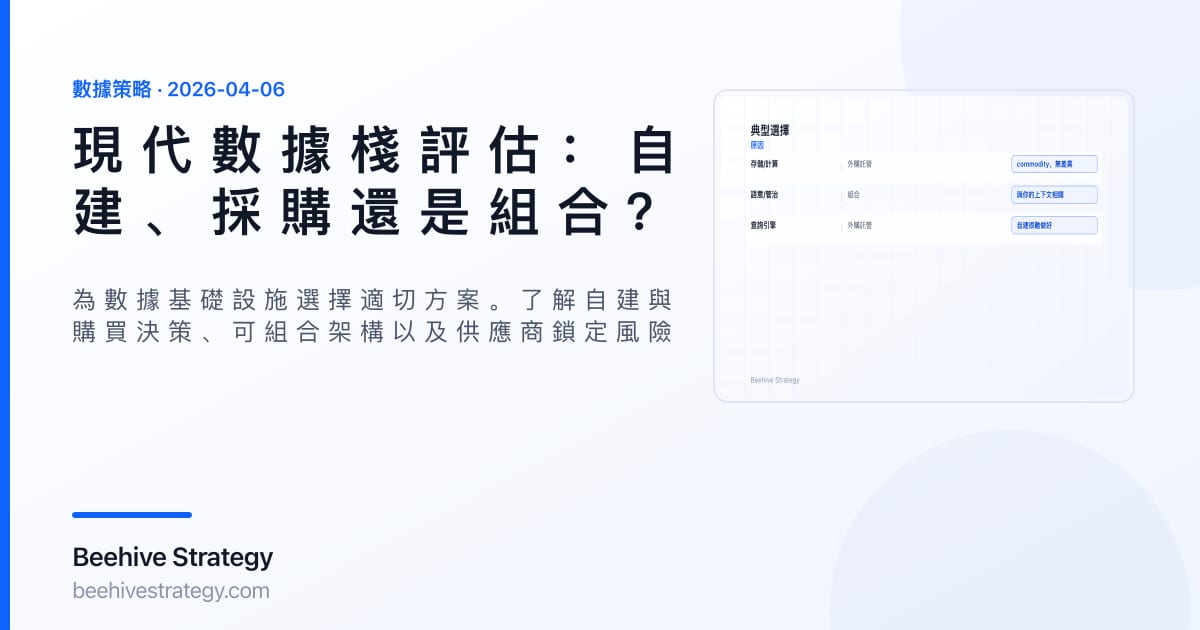 數據策略 · 2026-04-06
現代數據棧評估：自
建、採購還是組合？
為數據基礎設施選擇適切方案。了解自建與
購買決策、可組合架構以及供應商鎖定風險
典型選擇
原因
存儲/計算 外購託管 commodity，無差異
語意/管治 組合 與你的上下文相關
查詢引擎 外購託管 自建很難做好
Beehive Strategy
Beehive Strategy
beehivestrategy.com